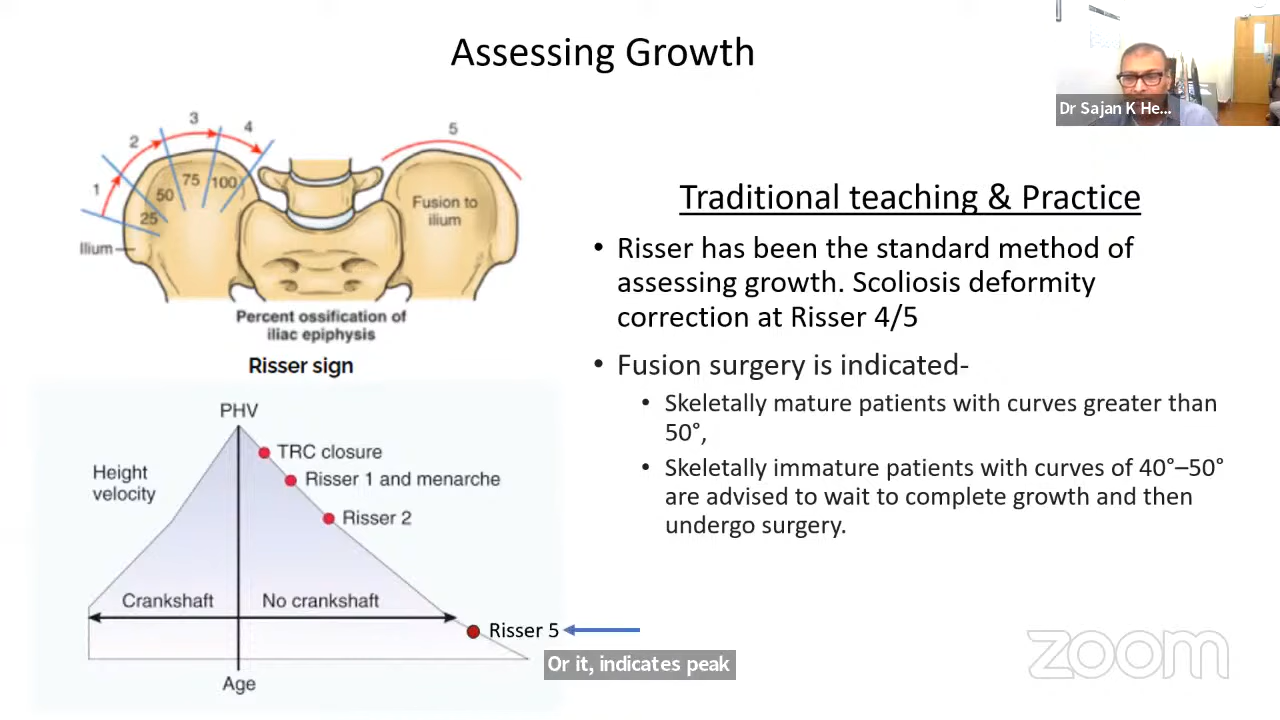 Assessing Growth
Dr Sajan K He...
1
2
3
4
5
25
50
75
100
Ilium
Fusion to
ilium
Percent ossification of
iliac epiphysis
Risser sign
Traditional teaching & Practice
• Risser has been the standard method of
assessing growth. Scoliosis deformity
correction at Risser 4/5
• Fusion surgery is indicated-
• Skeletally mature patients with curves greater than
50°,
• Skeletally immature patients with curves of 40°–50°
are advised to wait to complete growth and then
undergo surgery.
PHV
Height
velocity
TRC closure
Risser 1 and menarche
Risser 2
Crankshaft
No crankshaft
Risser 5
Age
Or it, indicates peak
zoom